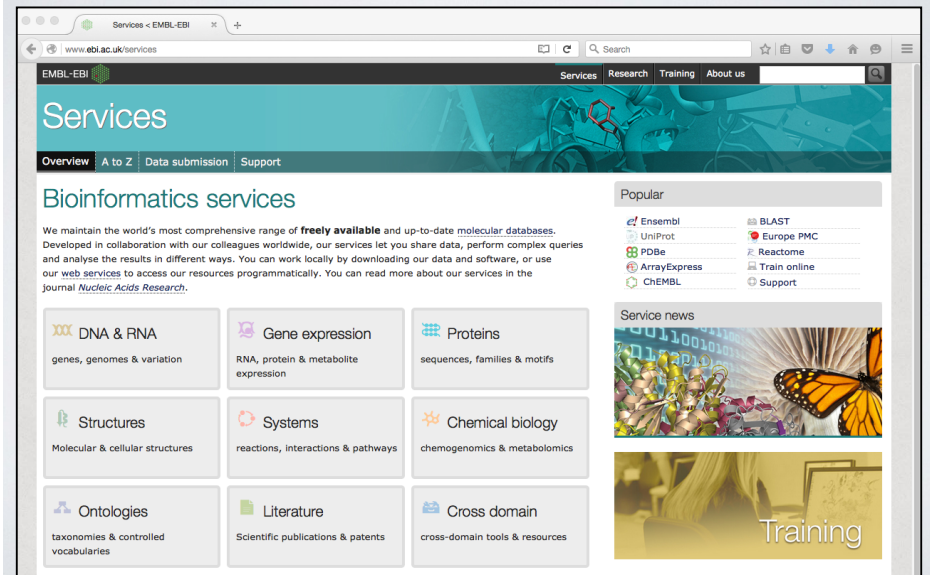 Services < EMBL-EBI
www.ebi.ac.uk/services
Search
EMBL-EBI
Services Research Training About us
Services
Overview A to Z Data submission Support
Bioinformatics services
We maintain the world's most comprehensive range of freely available and up-to-date molecular databases.
Developed in collaboration with our colleagues worldwide, our services let you share data, perform complex queries
and analyse the results in different ways. You can work locally by downloading our data and software, or use
our web services to access our resources programmatically. You can read more about our services in the
journal Nucleic Acids Research.
DNA & RNA
genes, genomes & variation
Gene expression
RNA, protein & metabolite
expression
Proteins
sequences, families & motifs
Structures
Molecular & cellular structures
Systems
reactions, interactions & pathways
Chemical biology
chemogenomics & metabolomics
Ontologies
taxonomies & controlled
vocabularies
Literature
Scientific publications & patents
Cross domain
cross-domain tools & resources
Popular
Ensembl
UniProt
PDBe
ArrayExpress
ChEMBL
BLAST
Europe PMC
Reactome
Train online
Support
Service news
Training